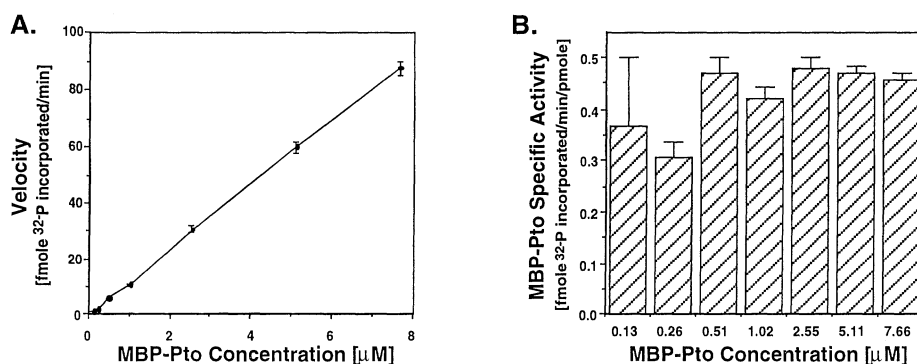 A.
Velocity
[fmole 32-P incorporated/min]
100
80
60
40
20
0
0 2 4 6 8
MBP-Pto Concentration [μM]
B.
MBP-Pto Specific Activity
[fmole 32-P incorporated/min/pmole]
0.5
0.4
0.3
0.2
0.1
0.0
0.13 0.26 0.51 1.02 2.55 5.11 7.66
MBP-Pto Concentration [μM]